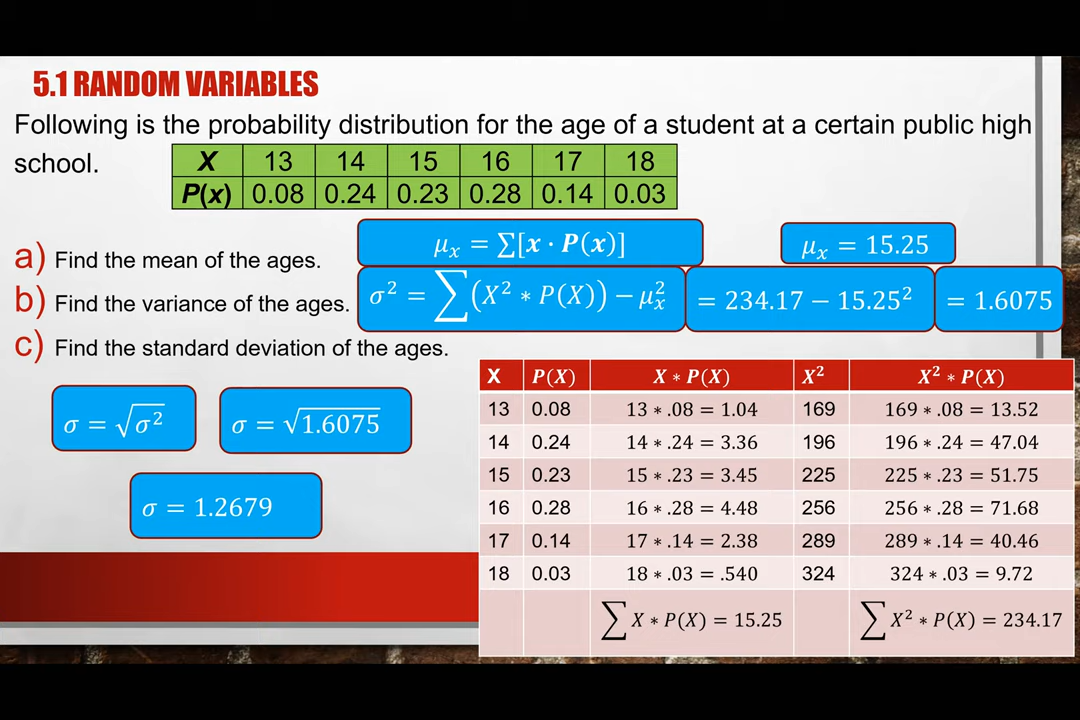 5.1 RANDOM VARIABLES
Following is the probability distribution for the age of a student at a certain public high
school.
X 13 14 15 16 17 18
P(x) 0.08 0.24 0.23 0.28 0.14 0.03
a) Find the mean of the ages.
μₓ = Σ[x · P(x)]
μₓ = 15.25
b) Find the variance of the ages.
σ² = ∑(X² * P(X)) − μₓ² = 234.17 − 15.25² = 1.6075
c) Find the standard deviation of the ages.
σ = √σ²
σ = √1.6075
σ = 1.2679
X P(X) X * P(X) X² X² * P(X)
13 0.08 13 * .08 = 1.04 169 169 * .08 = 13.52
14 0.24 14 * .24 = 3.36 196 196 * .24 = 47.04
15 0.23 15 * .23 = 3.45 225 225 * .23 = 51.75
16 0.28 16 * .28 = 4.48 256 256 * .28 = 71.68
17 0.14 17 * .14 = 2.38 289 289 * .14 = 40.46
18 0.03 18 * .03 = .540 324 324 * .03 = 9.72
∑ X * P(X) = 15.25 ∑ X² * P(X) = 234.17